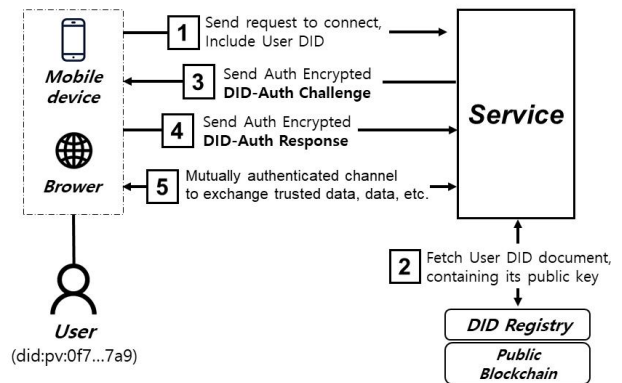 1
Send request to connect,
Include User DID
Mobile
device
3
Send Auth Encrypted
DID-Auth Challenge
Service
4
Send Auth Encrypted
DID-Auth Response
Brower
5
Mutually authenticated channel
to exchange trusted data, data, etc.
2
Fetch User DID document,
containing its public key
User
(did:pv:0f7...7a9)
DID Registry
Public
Blockchain